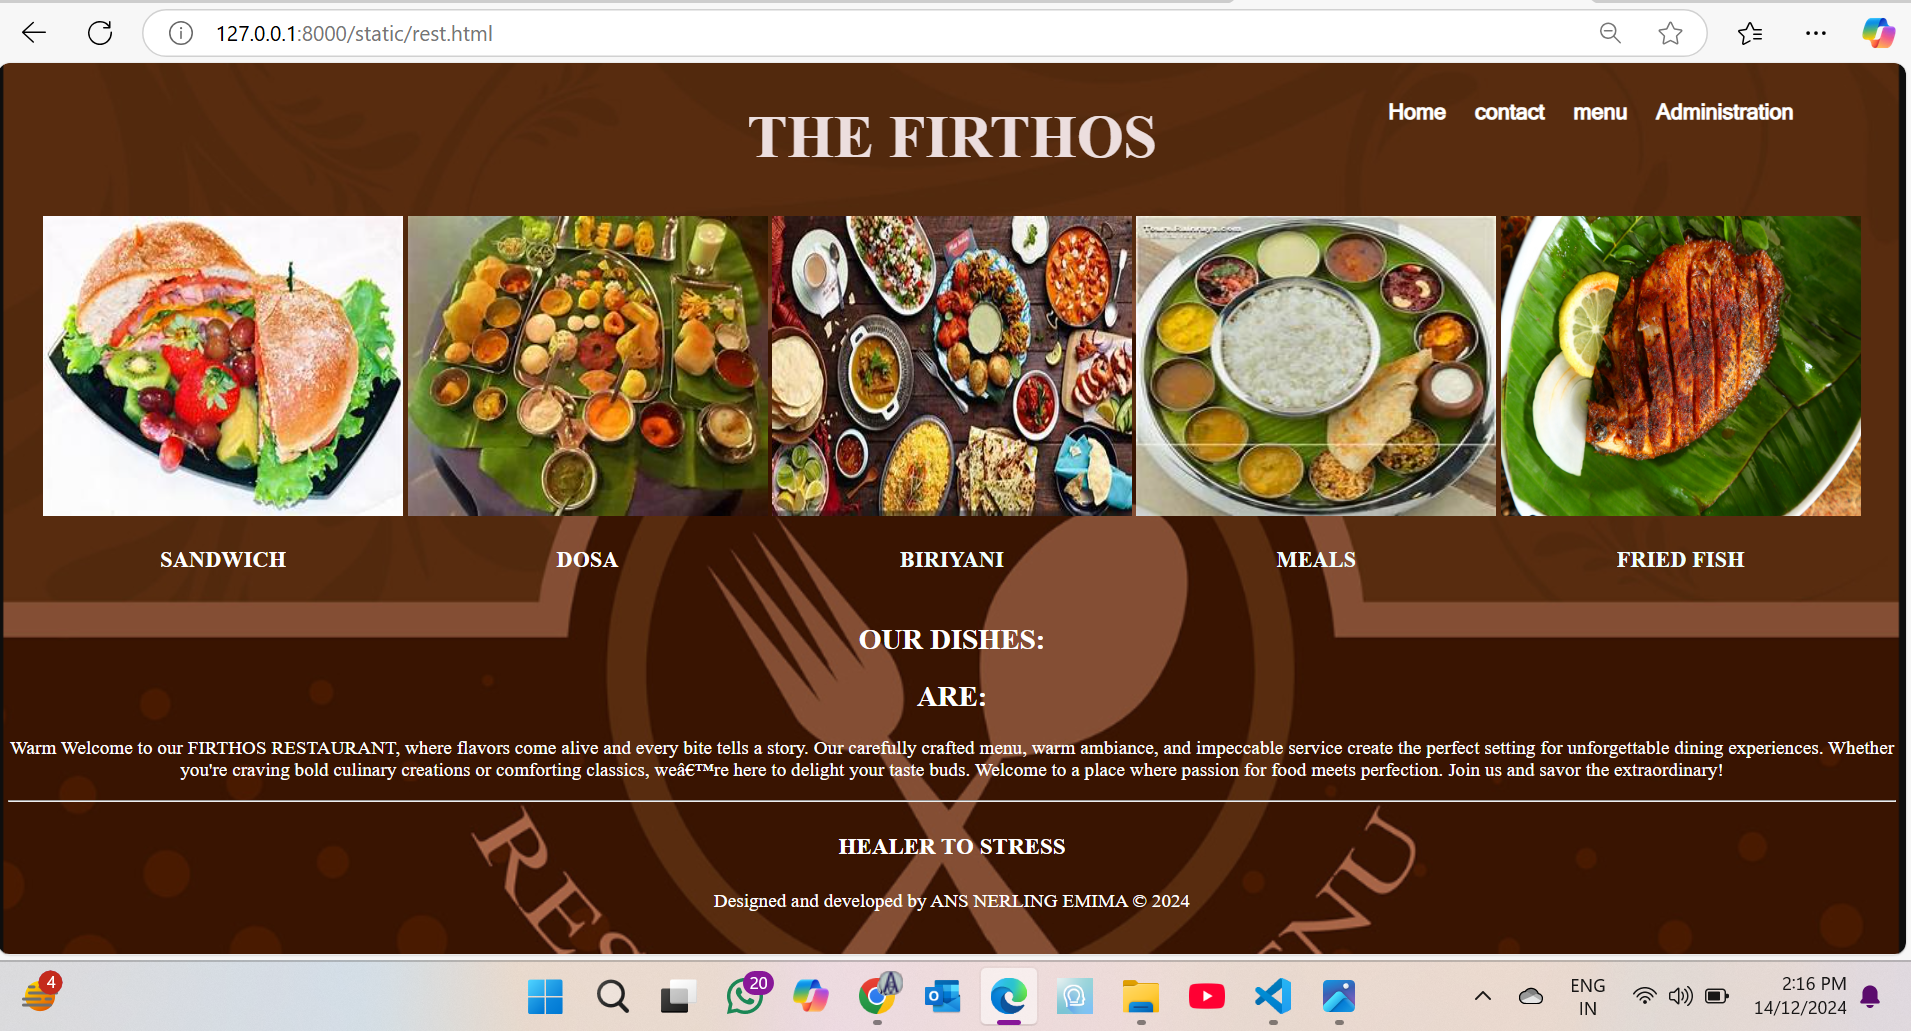 127.0.0.1:8000/static/rest.html
Home contact menu Administration
THE FIRTHOS
SANDWICH DOSA BIRIYANI MEALS FRIED FISH
OUR DISHES:
ARE:
Warm Welcome to our FIRTHOS RESTAURANT, where flavors come alive and every bite tells a story. Our carefully crafted menu, warm ambiance, and impeccable service create the perfect setting for unforgettable dining experiences. Whether
you're craving bold culinary creations or comforting classics, weâ€™re here to delight your taste buds. Welcome to a place where passion for food meets perfection. Join us and savor the extraordinary!
HEALER TO STRESS
Designed and developed by ANS NERLING EMIMA © 2024
RES
ENU
4
20
ENG
IN
2:16 PM
14/12/2024